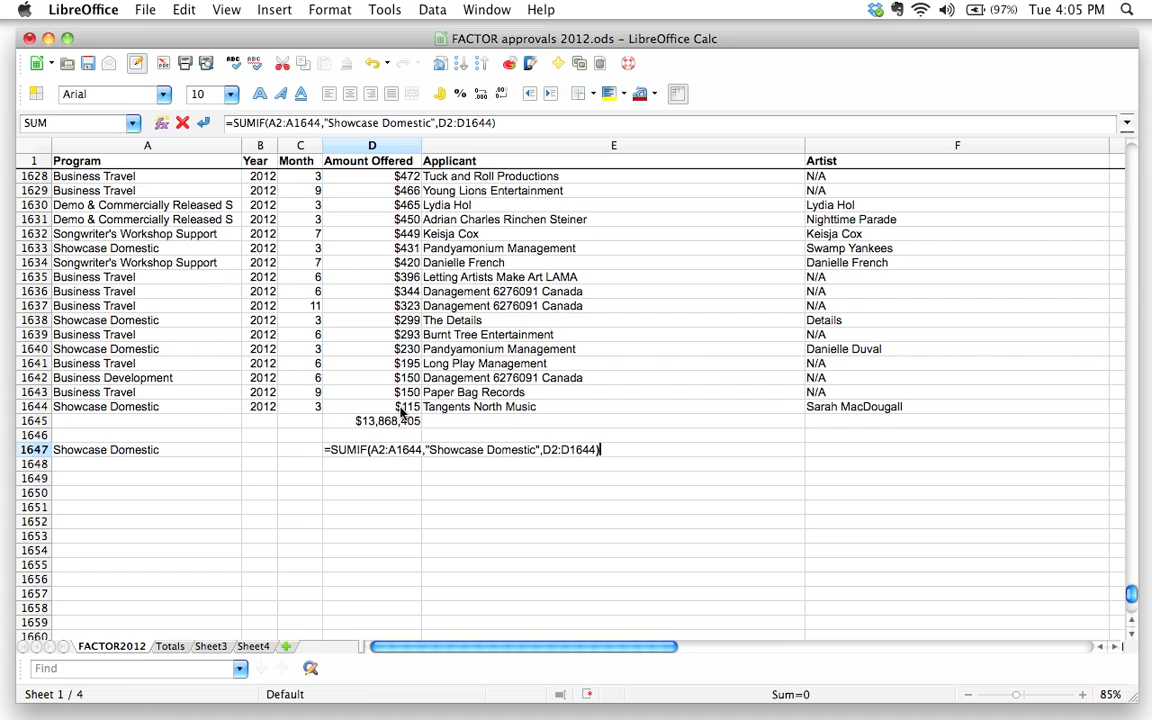 LibreOffice File Edit View Insert Format Tools Data Window Help (97%) Tue 4:05 PM
FACTOR approvals 2012.ods – LibreOffice Calc
Arial 10
SUM =SUMIF(A2:A1644,"Showcase Domestic",D2:D1644)
A B C D E F
1 Program Year Month Amount Offered Applicant Artist
1628 Business Travel 2012 3 $472 Tuck and Roll Productions N/A
1629 Business Travel 2012 9 $466 Young Lions Entertainment N/A
1630 Demo & Commercially Released S 2012 3 $465 Lydia Hol Lydia Hol
1631 Demo & Commercially Released S 2012 3 $450 Adrian Charles Rinchen Steiner Nighttime Parade
1632 Songwriter's Workshop Support 2012 7 $449 Keisja Cox Keisja Cox
1633 Showcase Domestic 2012 3 $431 Pandyamonium Management Swamp Yankees
1634 Songwriter's Workshop Support 2012 7 $420 Danielle French Danielle French
1635 Business Travel 2012 6 $396 Letting Artists Make Art LAMA N/A
1636 Business Travel 2012 6 $344 Danagement 6276091 Canada N/A
1637 Business Travel 2012 11 $323 Danagement 6276091 Canada N/A
1638 Showcase Domestic 2012 3 $299 The Details Details
1639 Business Travel 2012 6 $293 Burnt Tree Entertainment N/A
1640 Showcase Domestic 2012 3 $230 Pandyamonium Management Danielle Duval
1641 Business Travel 2012 6 $195 Long Play Management N/A
1642 Business Development 2012 6 $150 Danagement 6276091 Canada N/A
1643 Business Travel 2012 9 $150 Paper Bag Records N/A
1644 Showcase Domestic 2012 3 $115 Tangents North Music Sarah MacDougall
1645 $13,868,405
1646
1647 Showcase Domestic =SUMIF(A2:A1644,"Showcase Domestic",D2:D1644)
1648
1649
1650
1651
1652
1653
1654
1655
1656
1657
1658
1659
1660
FACTOR2012 Totals Sheet3 Sheet4
Find
Sheet 1 / 4 Default Sum=0 85%